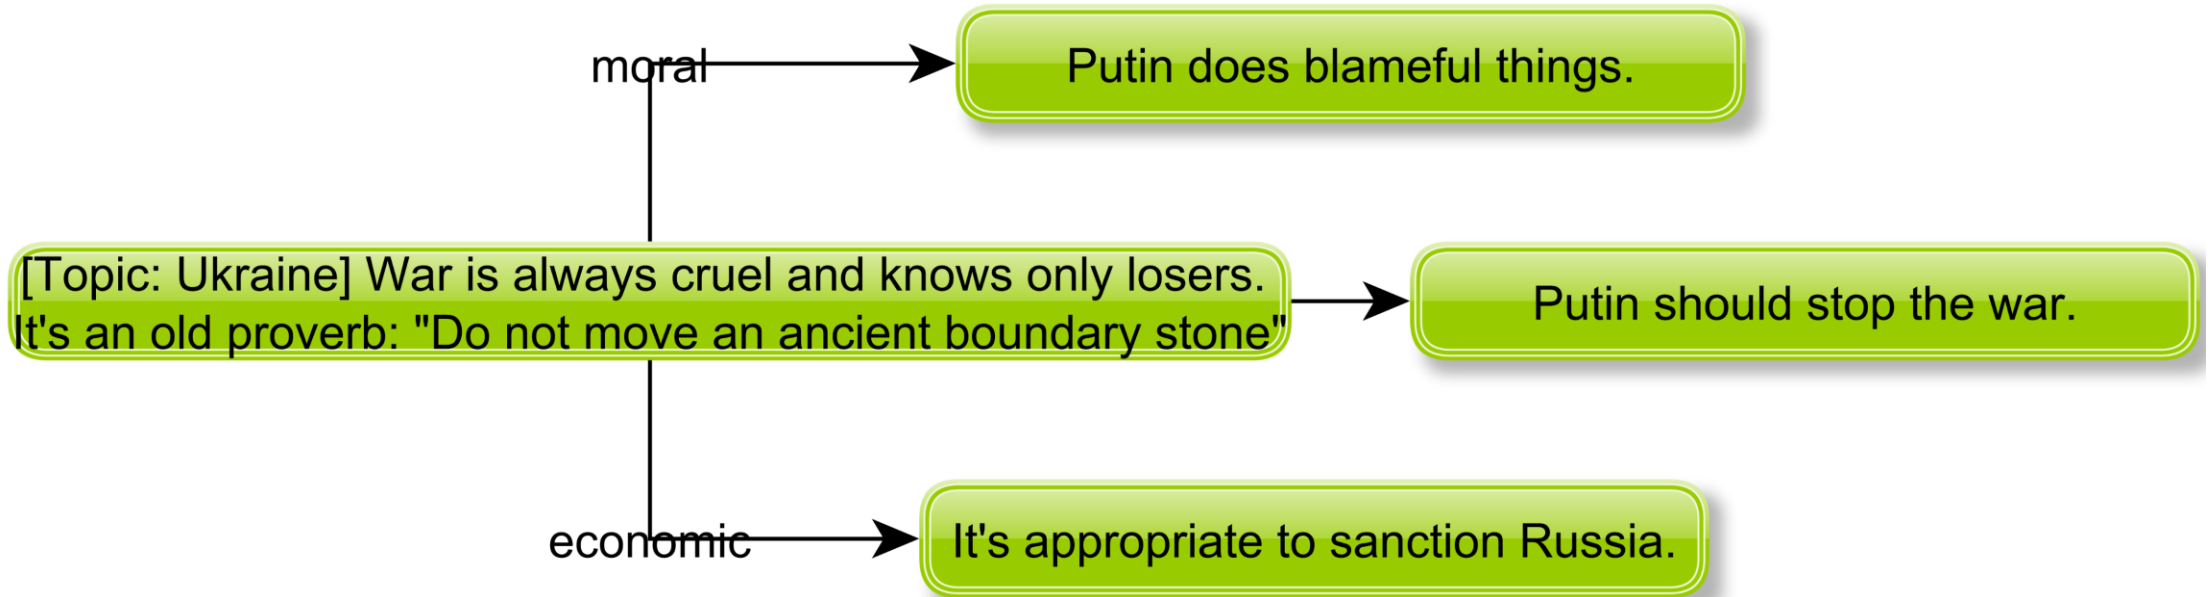 moral
Putin does blameful things.
[Topic: Ukraine] War is always cruel and knows only losers.
It's an old proverb: "Do not move an ancient boundary stone"
Putin should stop the war.
economic
It's appropriate to sanction Russia.